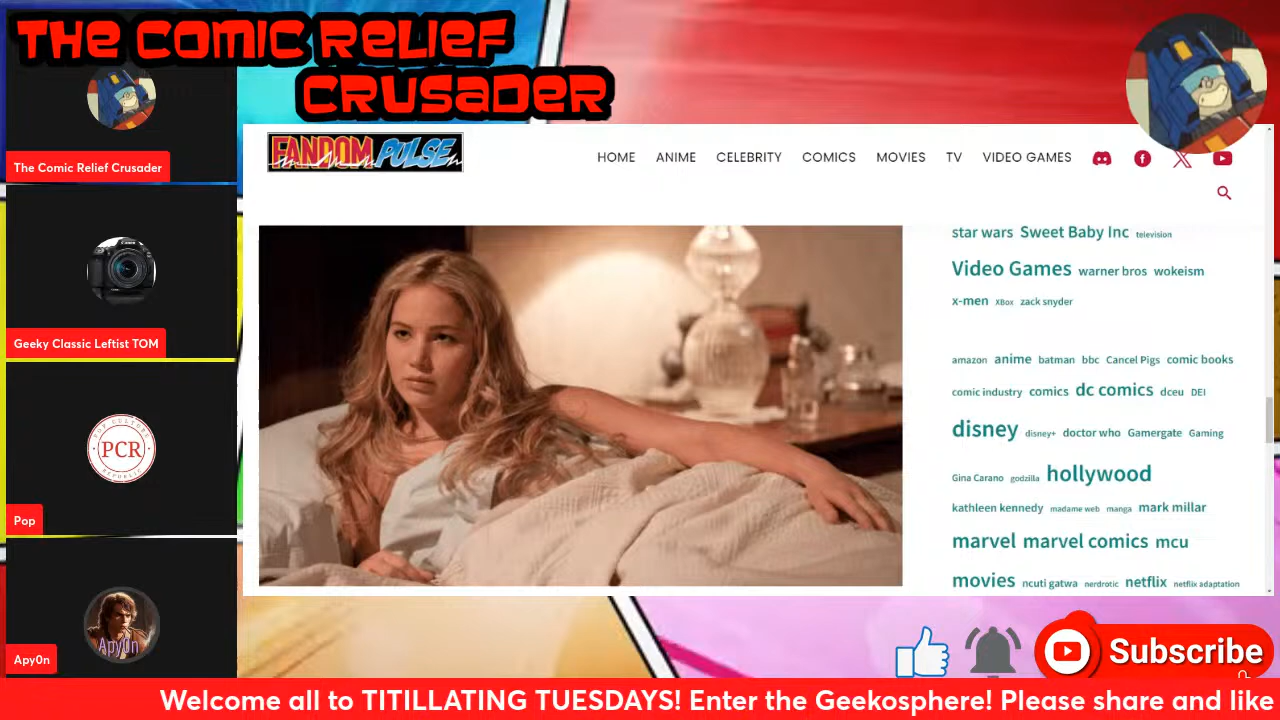 THE COMIC RELIEF
CRUSADER
The Comic Relief Crusader
Geeky Classic Leftist TOM
POP CULTURE
PCR
REPUBLIC
Pop
Apy0n
Apy0n
FANDOM PULSE
HOME ANIME CELEBRITY COMICS MOVIES TV VIDEO GAMES
star wars Sweet Baby Inc television
Video Games warner bros wokeism
x-men XBox zack snyder
amazon anime batman bbc Cancel Pigs comic books
comic industry comics dc comics dceu DEI
disney disney+ doctor who Gamergate Gaming
Gina Carano godzilla hollywood
kathleen kennedy madame web manga mark millar
marvel marvel comics mcu
movies ncuti gatwa nerdrotic netflix netflix adaptation
Subscribe
Welcome all to TITILLATING TUESDAYS! Enter the Geekosphere! Please share and like